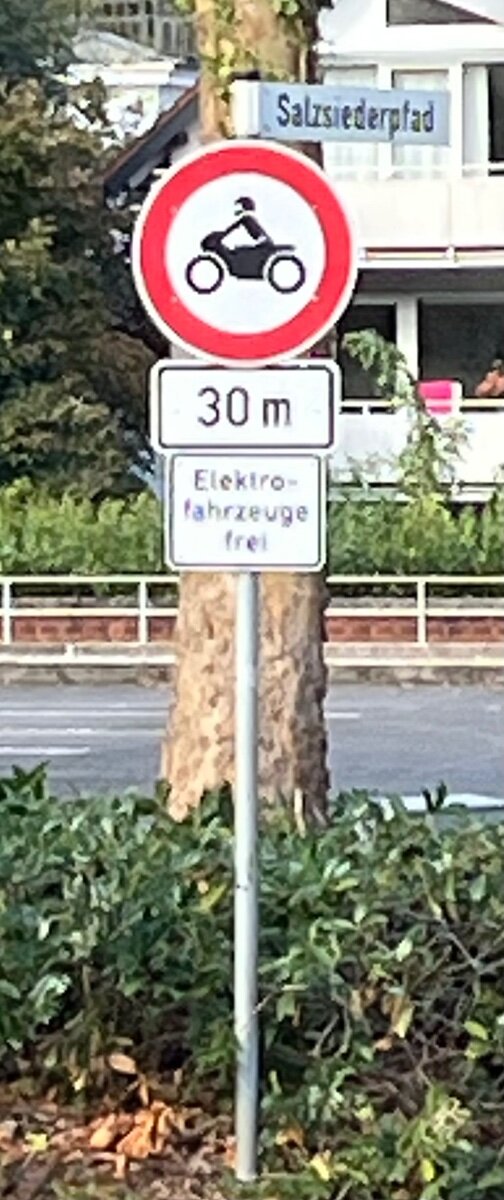 Salzsiederpfad
30 m
Elektro-
fahrzeuge
frei